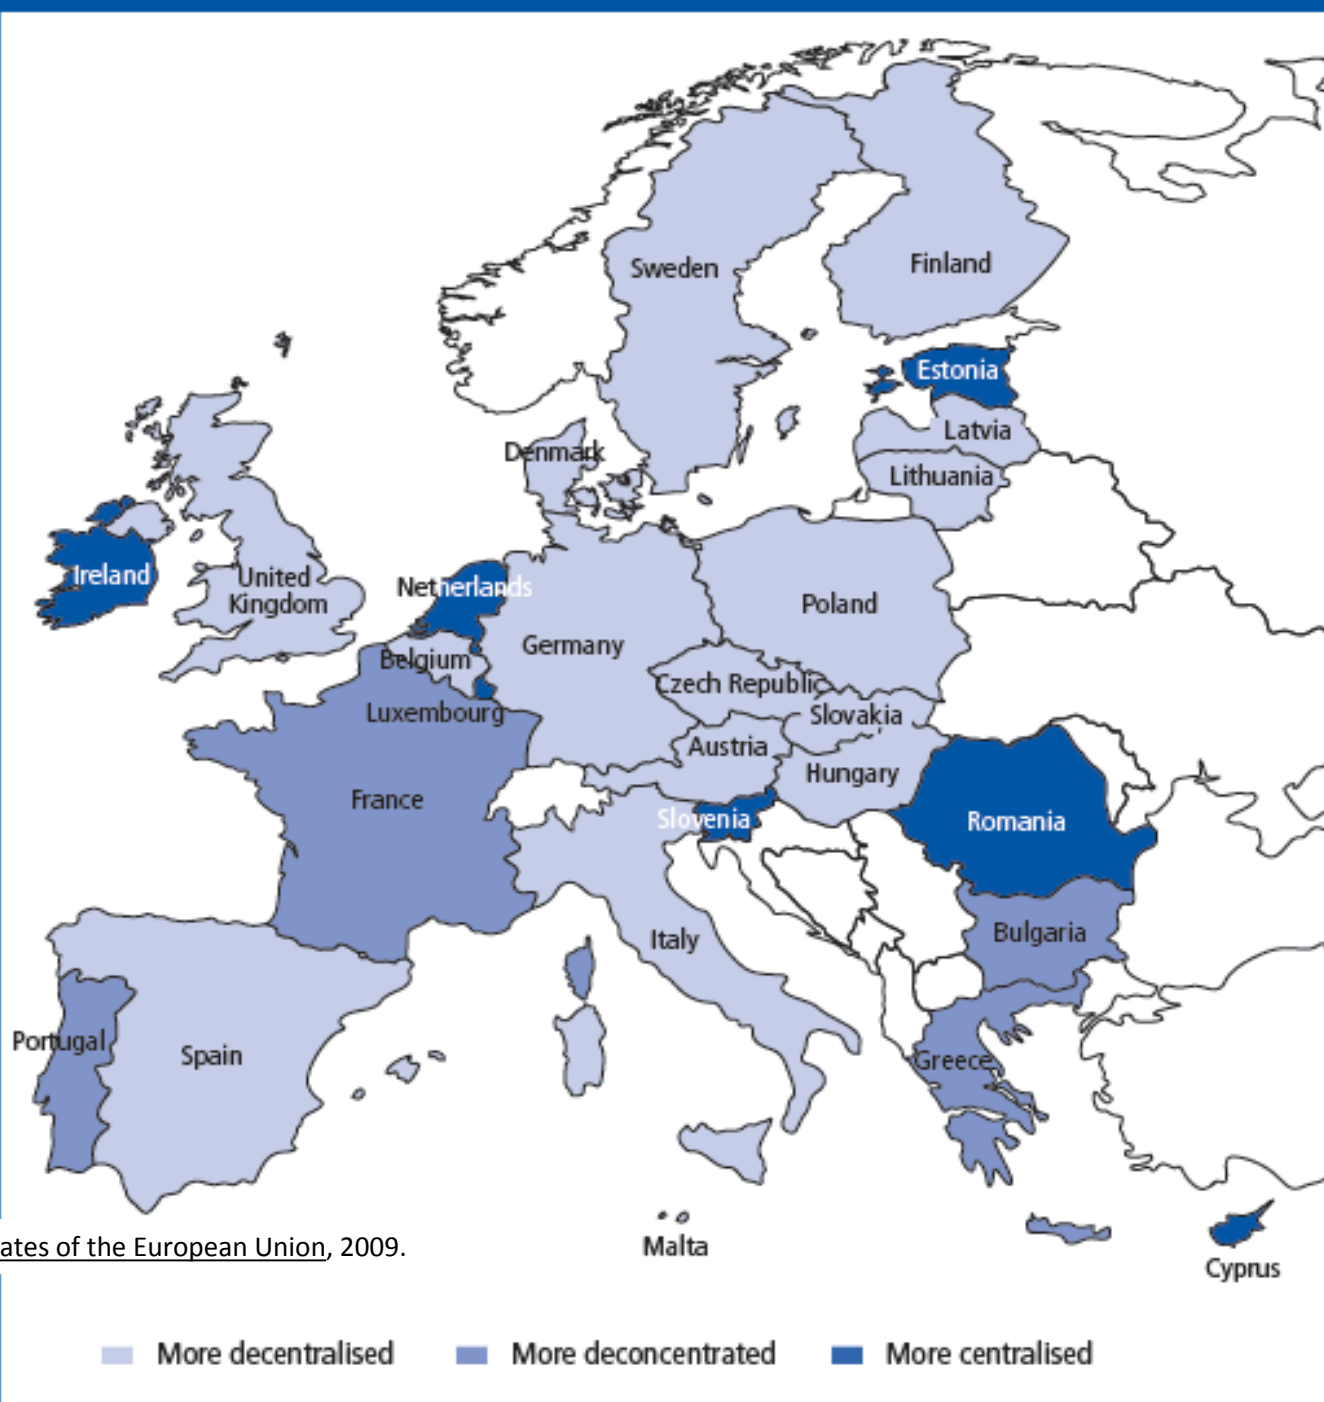 Sweden
Finland
Estonia
Latvia
Lithuania
Denmark
Ireland
United
Kingdom
Netherlands
Belgium
Luxembourg
Germany
Poland
Czech Republic
Slovakia
Austria
Hungary
France
Slovenia
Romania
Bulgaria
Italy
Portugal
Spain
Greece
Malta
Cyprus
ates of the European Union, 2009.
More decentralised
More deconcentrated
More centralised